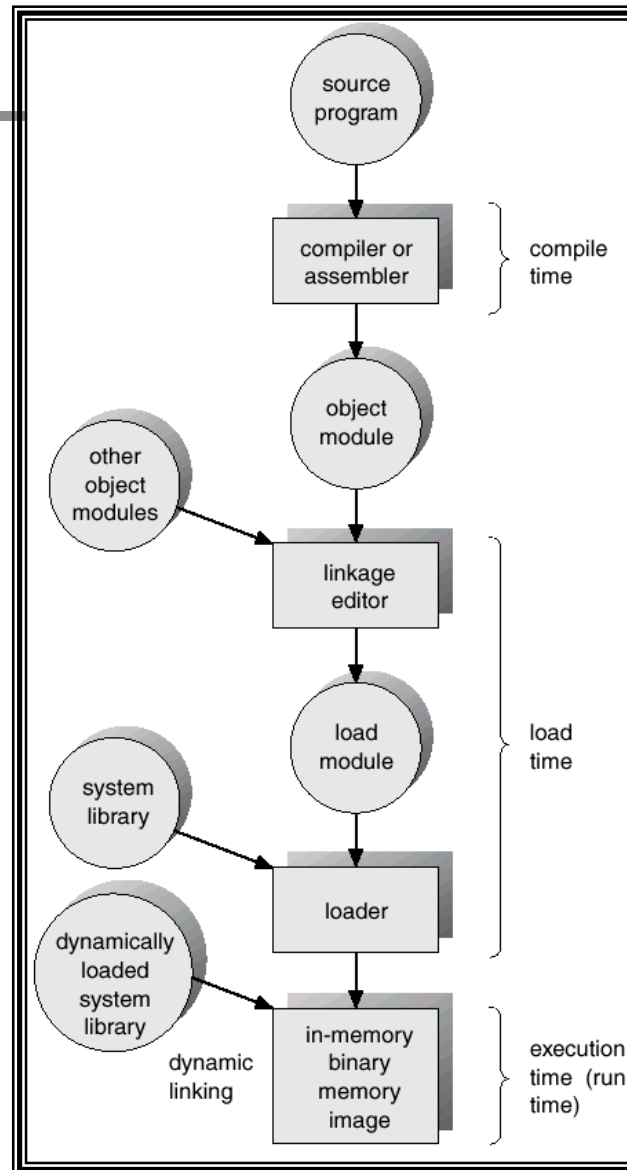 source
program
compiler or
assembler
compile
time
object
module
other
object
modules
linkage
editor
load
module
load
time
system
library
loader
dynamically
loaded
system
library
dynamic
linking
in-memory
binary
memory
image
execution
time (run
time)